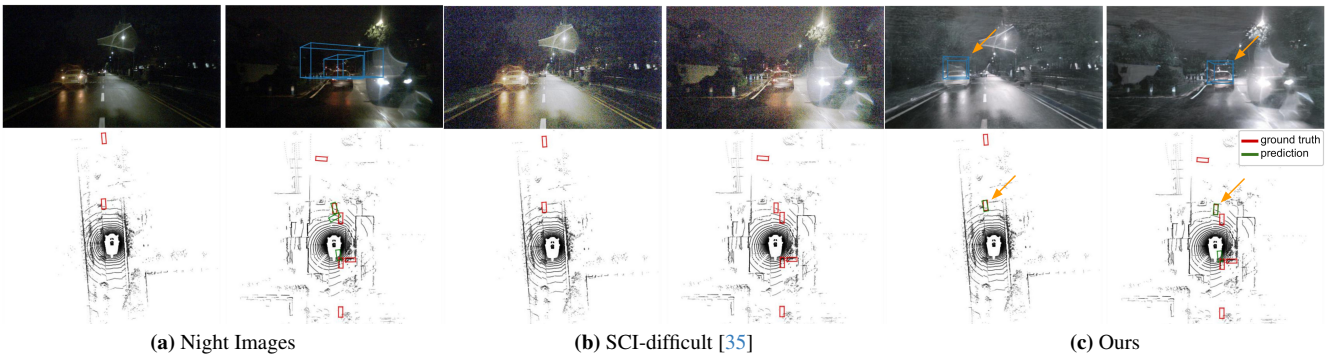 ground truth
prediction
(a) Night Images
(b) SCI-difficult [35]
(c) Ours